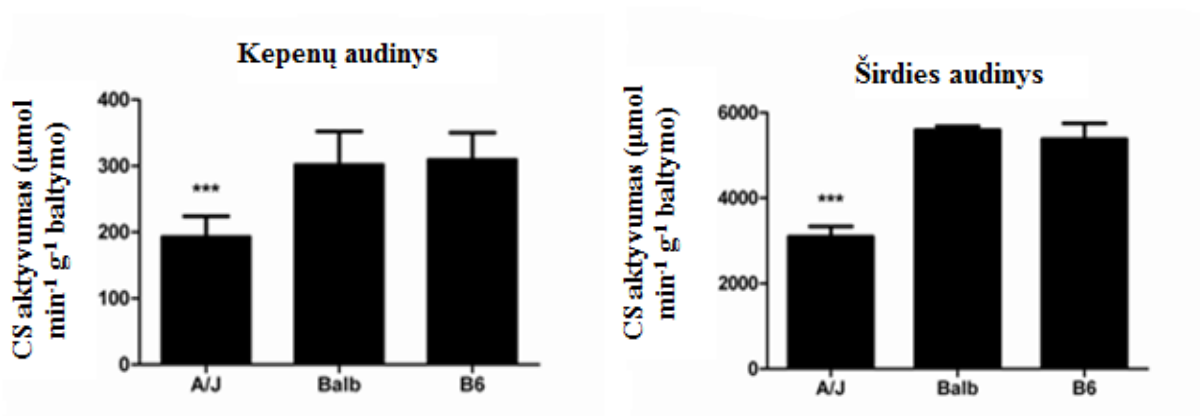 Kepenų audinys
CS aktyvumas (µmol
min⁻¹ g⁻¹ baltymo)
400
300
200
100
0
***
A/J Balb B6
Širdies audinys
CS aktyvumas (µmol
min⁻¹ g⁻¹ baltymo)
6000
4000
2000
0
***
A/J Balb B6